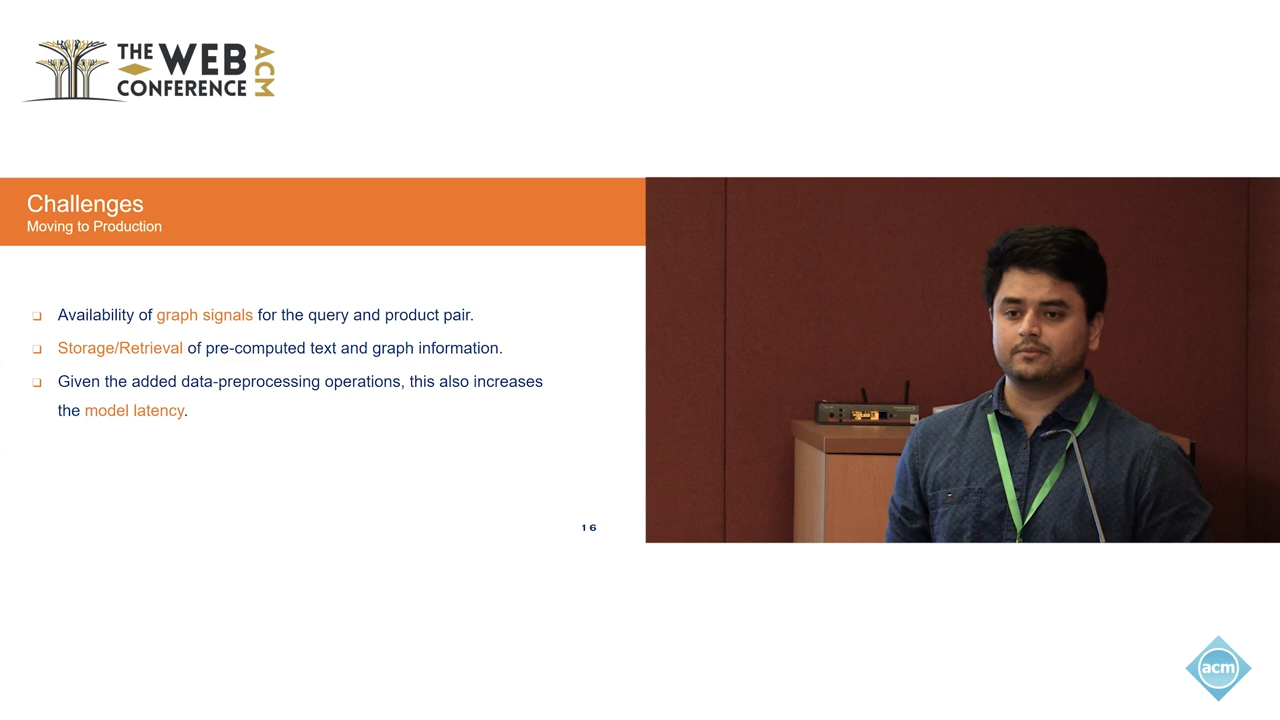 THE WEB
CONFERENCE
ACM
Challenges
Moving to Production
Availability of graph signals for the query and product pair.
Storage/Retrieval of pre-computed text and graph information.
Given the added data-preprocessing operations, this also increases
the model latency.
16
acm